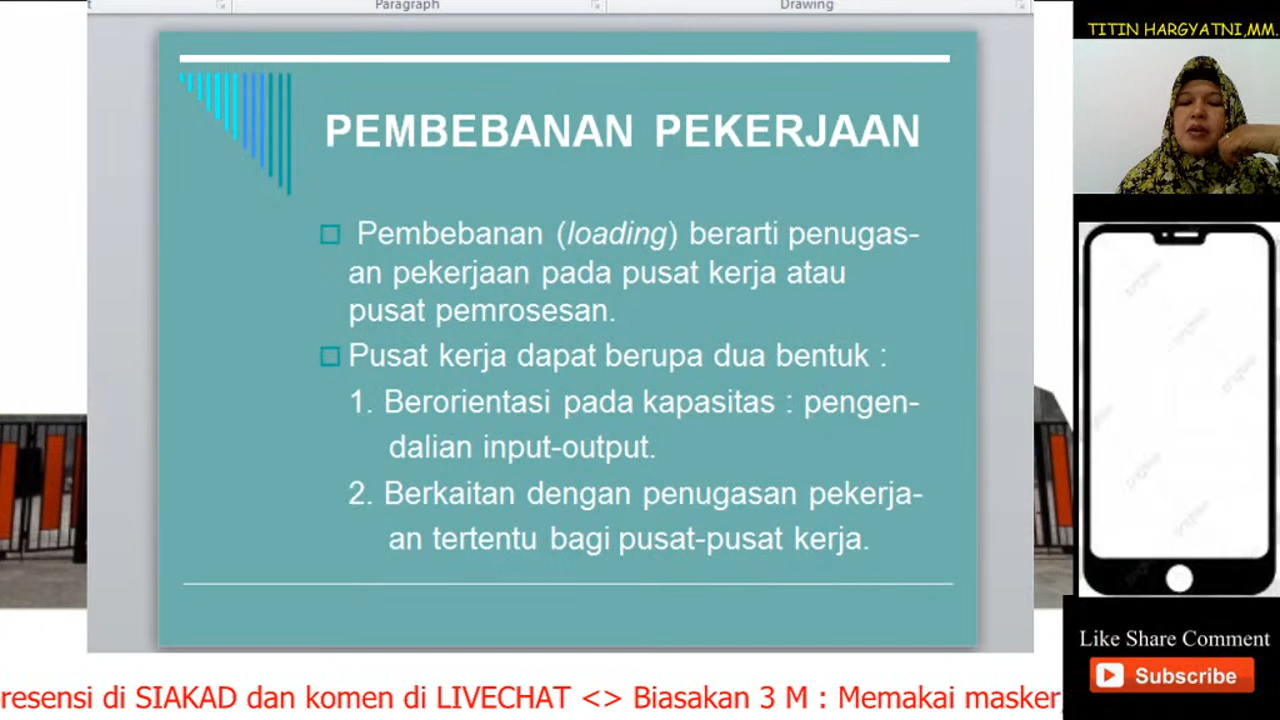 Paragraph
Drawing
TITIN HARGYATNI,MM.
PEMBEBANAN PEKERJAAN
Pembebanan (loading) berarti penugas-
an pekerjaan pada pusat kerja atau
pusat pemrosesan.
Pusat kerja dapat berupa dua bentuk :
1. Berorientasi pada kapasitas : pengen-
dalian input-output.
2. Berkaitan dengan penugasan pekerja-
an tertentu bagi pusat-pusat kerja.
Like Share Comment
Subscribe
resensi di SIAKAD dan komen di LIVECHAT <> Biasakan 3 M : Memakai masker,